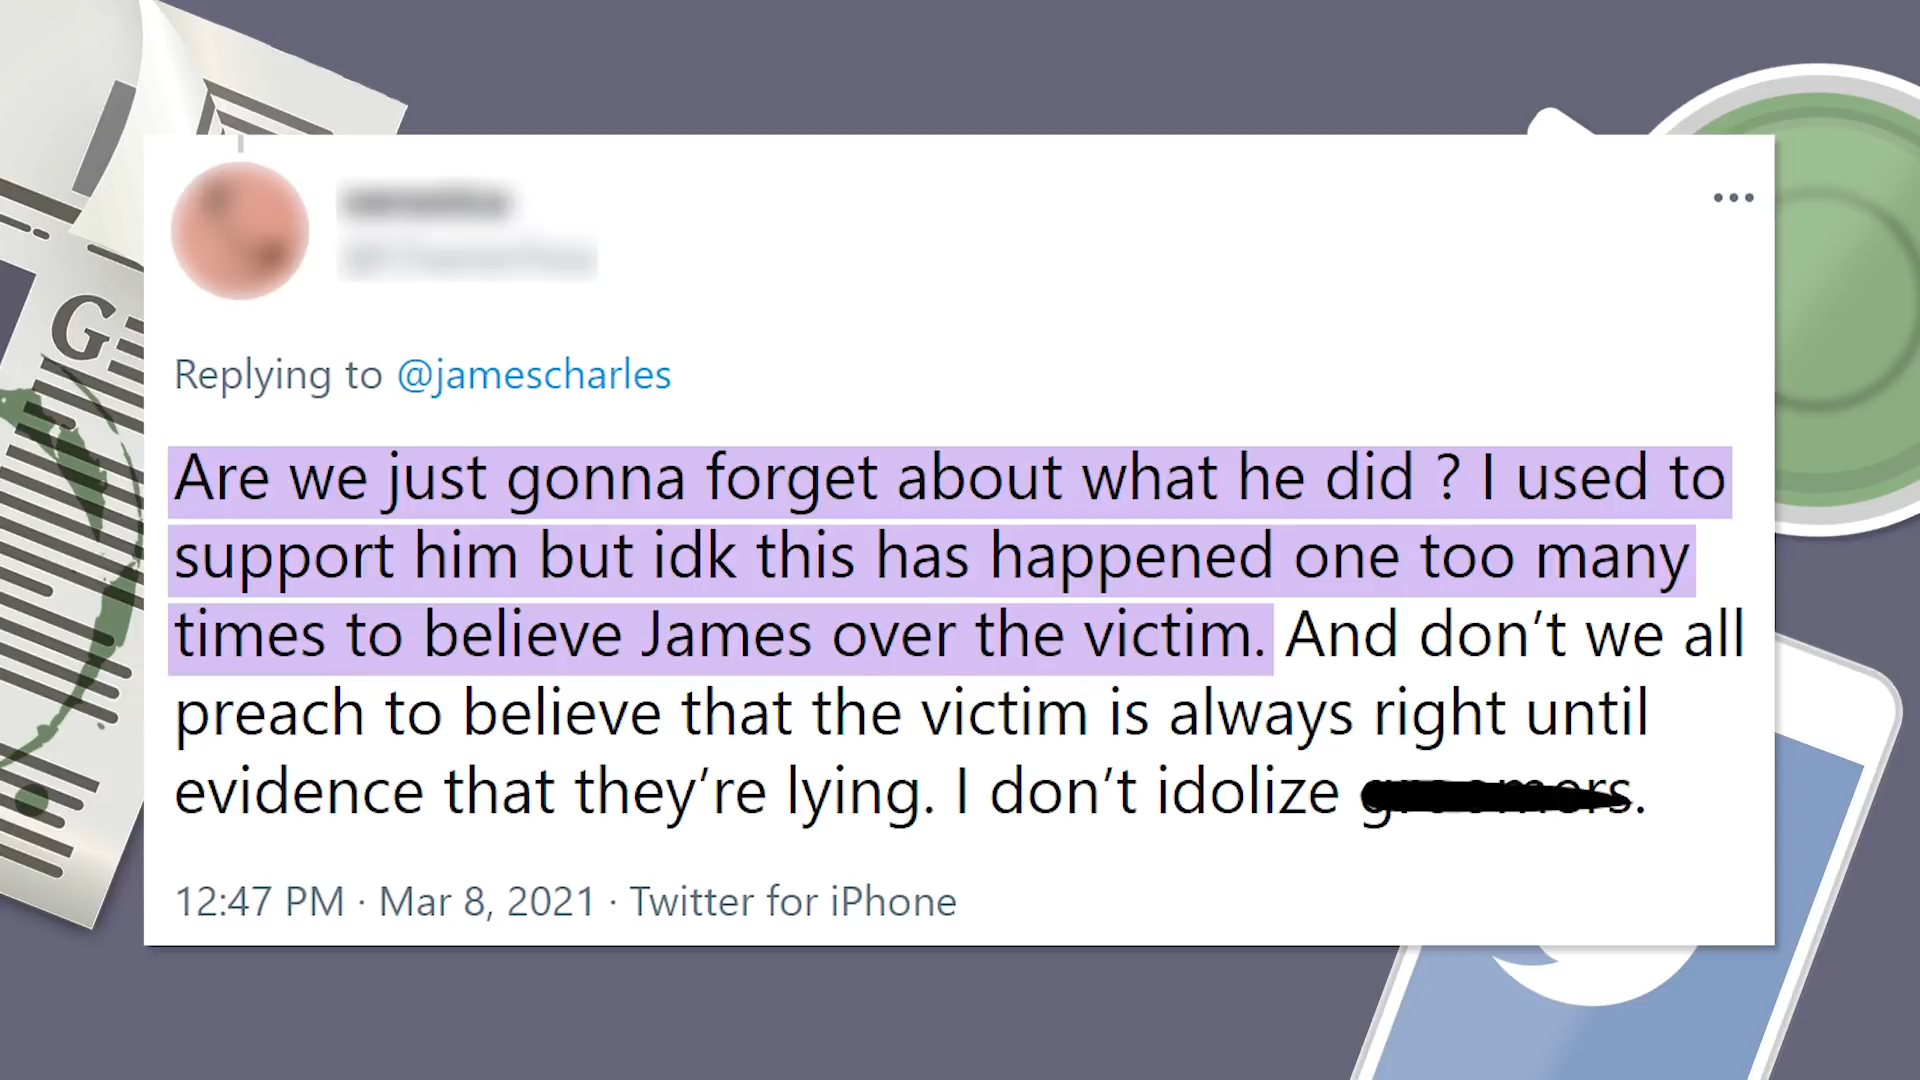 G
Replying to @jamescharles
Are we just gonna forget about what he did ? I used to
support him but idk this has happened one too many
times to believe James over the victim. And don’t we all
preach to believe that the victim is always right until
evidence that they’re lying. I don’t idolize groomers.
12:47 PM · Mar 8, 2021 · Twitter for iPhone